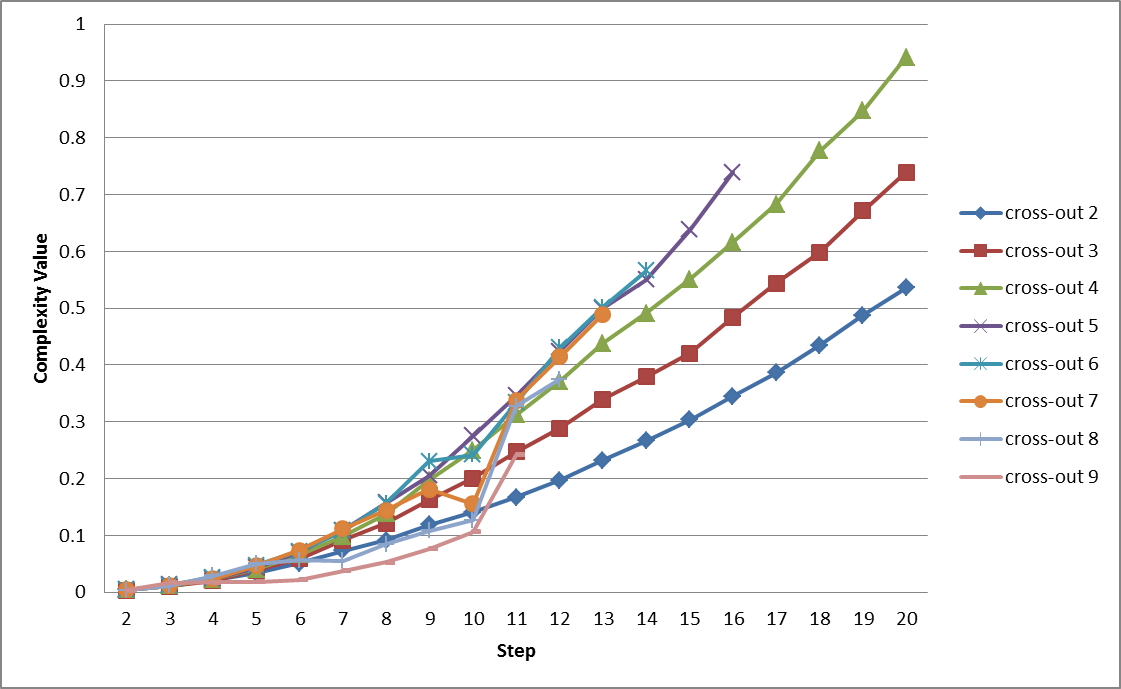 1
0.9
0.8
0.7
0.6
0.5
0.4
0.3
0.2
0.1
0
Complexity Value
2 3 4 5 6 7 8 9 10 11 12 13 14 15 16 17 18 19 20
Step
cross-out 2
cross-out 3
cross-out 4
cross-out 5
cross-out 6
cross-out 7
cross-out 8
cross-out 9